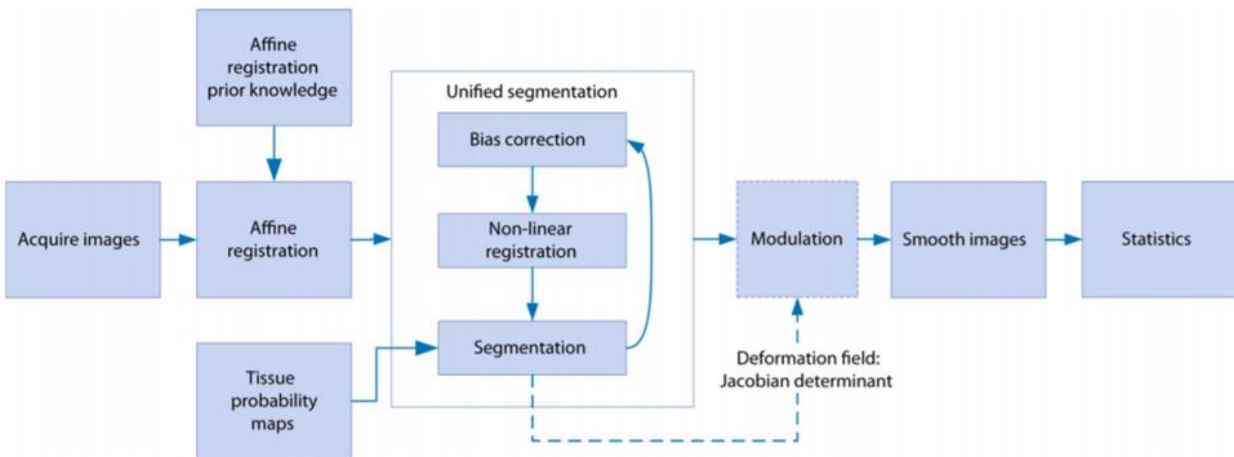 Affine
registration
prior knowledge
Unified segmentation
Bias correction
Acquire images
Affine
registration
Non-linear
registration
Modulation
Smooth images
Statistics
Segmentation
Tissue
probability
maps
Deformation field:
Jacobian determinant